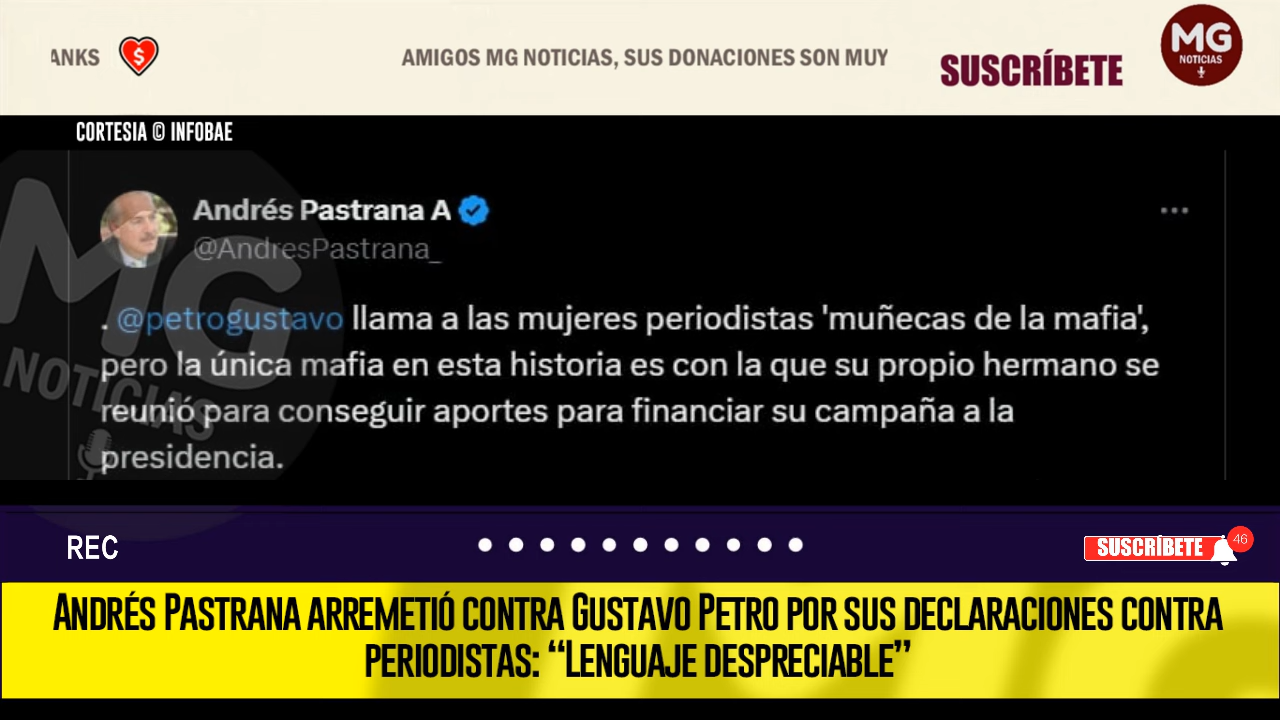 ANKS
AMIGOS MG NOTICIAS, SUS DONACIONES SON MUY
SUSCRÍBETE
MG
NOTICIAS
CORTESIA © INFOBAE
Andrés Pastrana A
@AndresPastrana_
. @petrogustavo llama a las mujeres periodistas 'muñecas de la mafia',
pero la única mafia en esta historia es con la que su propio hermano se
reunió para conseguir aportes para financiar su campaña a la
presidencia.
MG
NOTICIAS
REC
SUSCRÍBETE
46
ANDRÉS PASTRANA ARREMETIÓ CONTRA GUSTAVO PETRO POR SUS DECLARACIONES CONTRA
PERIODISTAS: “LENGUAJE DESPRECIABLE”